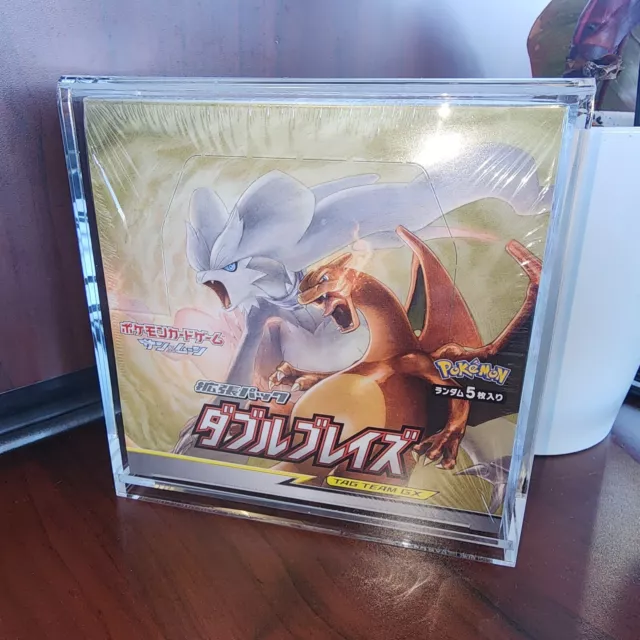 ポケモンカードゲーム
サン&ムーン
Pokémon
ランダム5枚入り
拡張パック
ダブルブレイズ
TAG TEAM GX